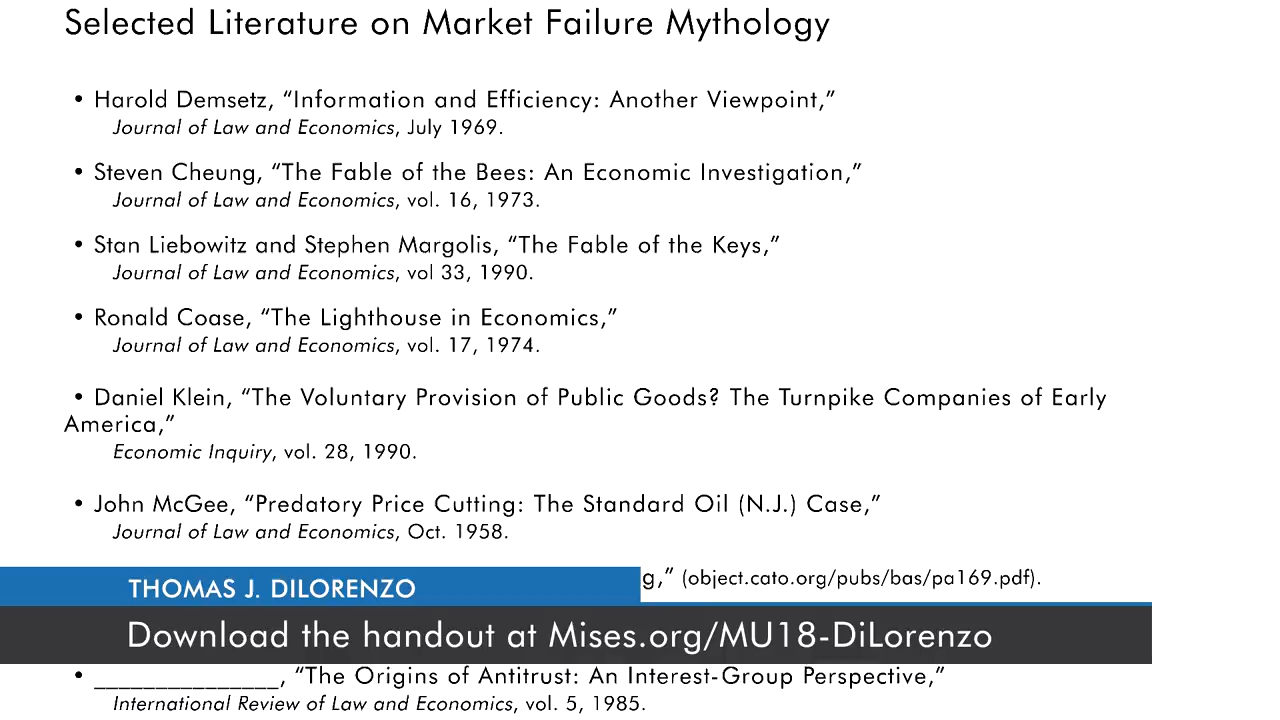 Selected Literature on Market Failure Mythology
• Harold Demsetz, “Information and Efficiency: Another Viewpoint,”
Journal of Law and Economics, July 1969.
• Steven Cheung, “The Fable of the Bees: An Economic Investigation,”
Journal of Law and Economics, vol. 16, 1973.
• Stan Liebowitz and Stephen Margolis, “The Fable of the Keys,”
Journal of Law and Economics, vol 33, 1990.
• Ronald Coase, “The Lighthouse in Economics,”
Journal of Law and Economics, vol. 17, 1974.
• Daniel Klein, “The Voluntary Provision of Public Goods? The Turnpike Companies of Early
America,”
Economic Inquiry, vol. 28, 1990.
• John McGee, “Predatory Price Cutting: The Standard Oil (N.J.) Case,”
Journal of Law and Economics, Oct. 1958.
g,” (object.cato.org/pubs/bas/pa169.pdf).
THOMAS J. DILORENZO
Download the handout at Mises.org/MU18-DiLorenzo
• _______________, “The Origins of Antitrust: An Interest-Group Perspective,”
International Review of Law and Economics, vol. 5, 1985.